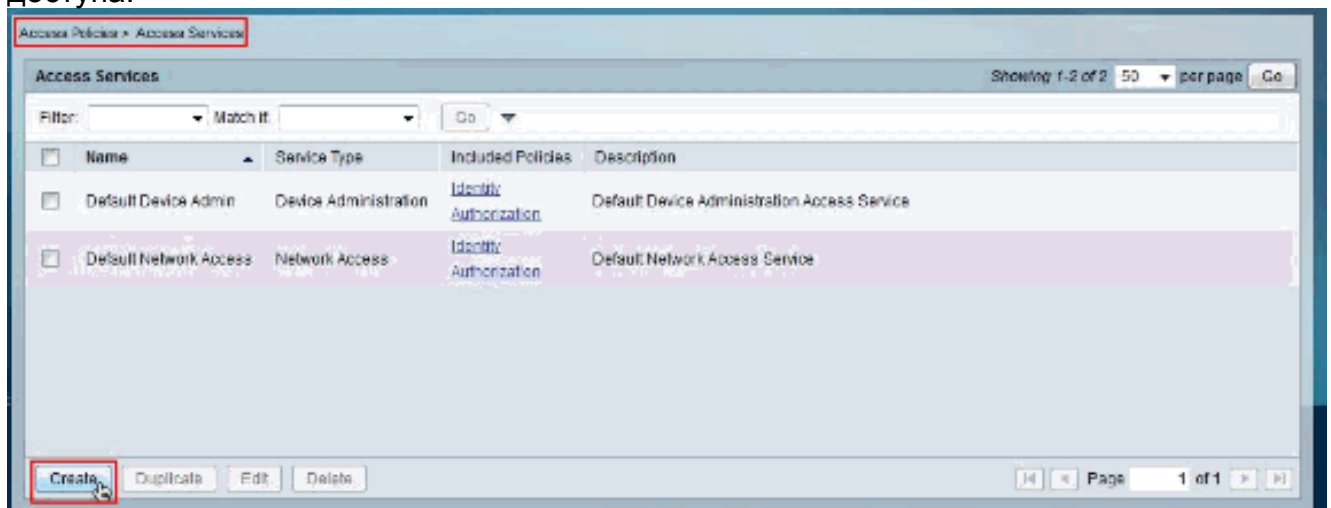 доступа.
Access Policies > Access Services
Access Services Showing 1-2 of 2 50 per page Go
Filter: Match if: Go
Name Service Type Included Policies Description
Default Device Admin Device Administration Identity Authorization Default Device Administration Access Service
Default Network Access Network Access Identity Authorization Default Network Access Service
Create Duplicate Edit Delete Page 1 of 1